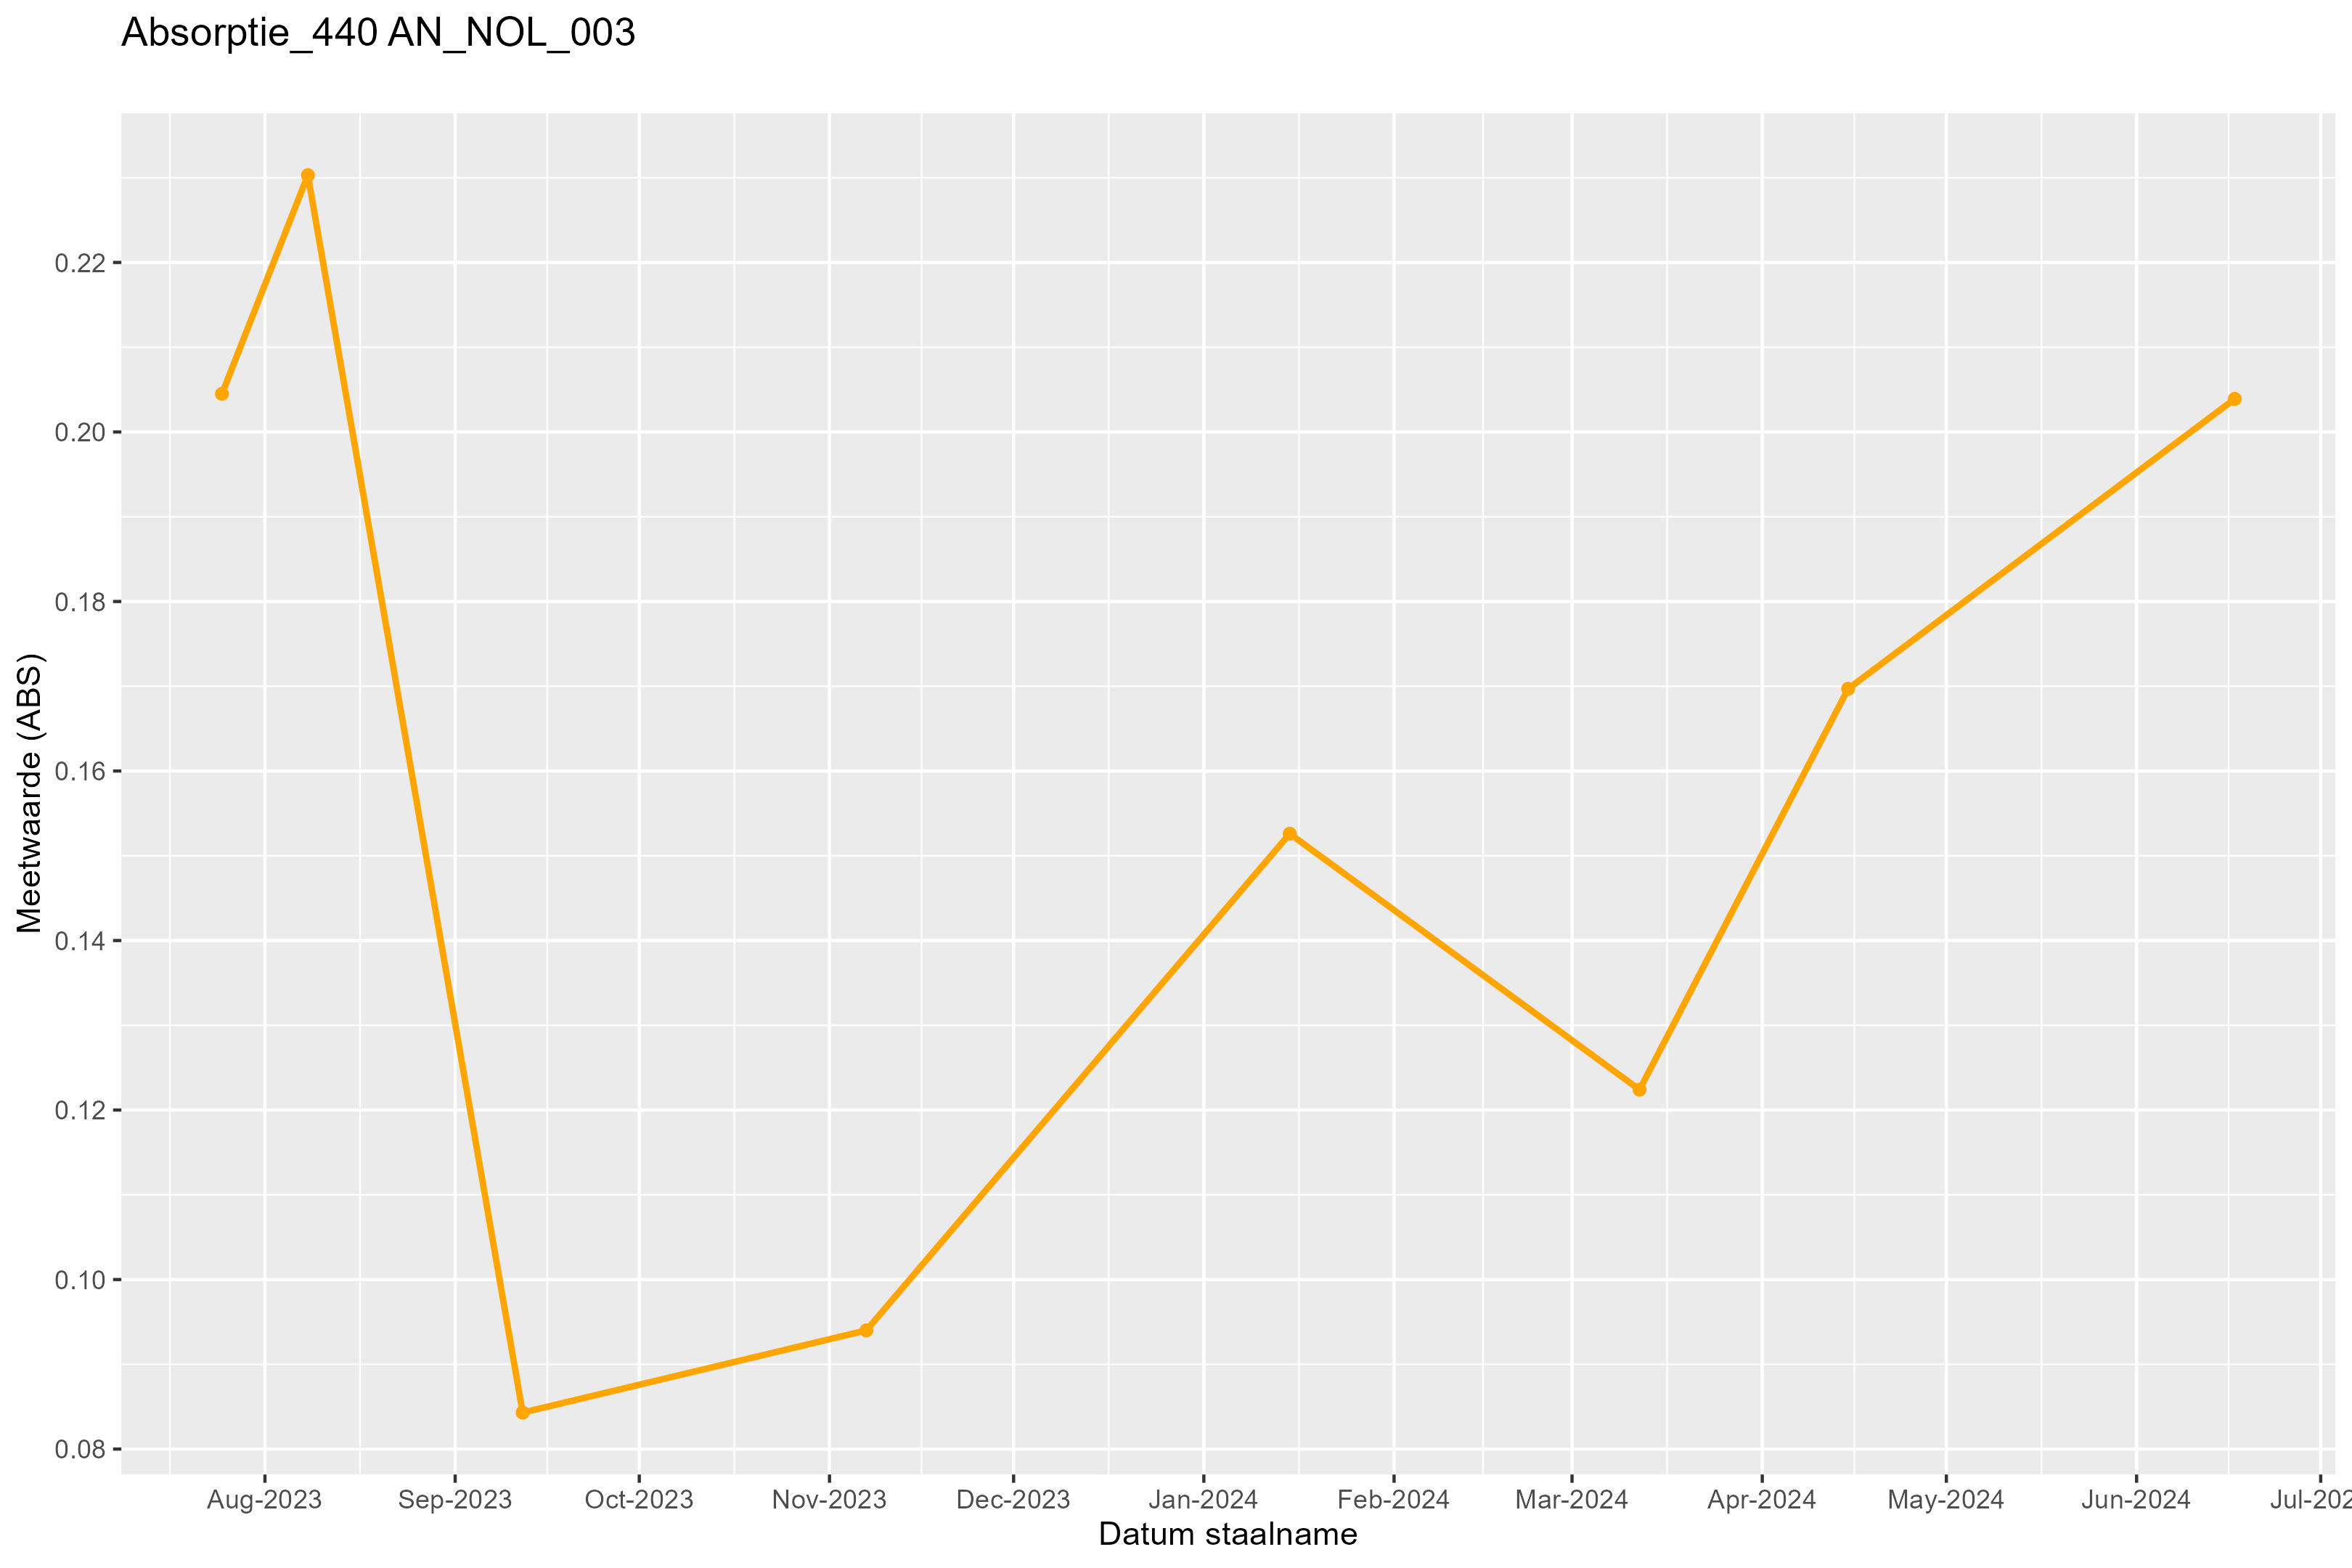 Absorptie_440 AN_NOL_003
Meetwaarde (ABS)
0.22
0.20
0.18
0.16
0.14
0.12
0.10
0.08
Aug-2023 Sep-2023 Oct-2023 Nov-2023 Dec-2023 Jan-2024 Feb-2024 Mar-2024 Apr-2024 May-2024 Jun-2024 Jul-202
Datum staalname